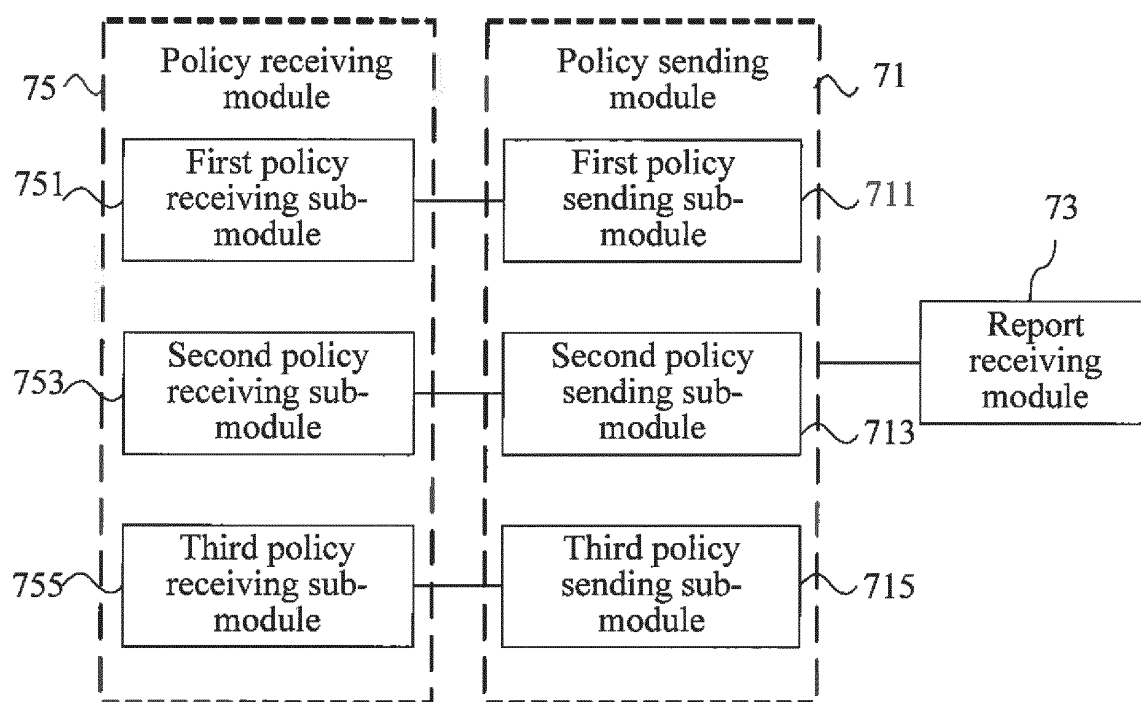 Policy receiving
module
75
Policy sending
module
71
First policy
receiving sub-
module
751
First policy
sending sub-
module
711
73
Report
receiving
module
Second policy
receiving sub-
module
753
Second policy
sending sub-
module
713
Third policy
receiving sub-
module
755
Third policy
sending sub-
module
715